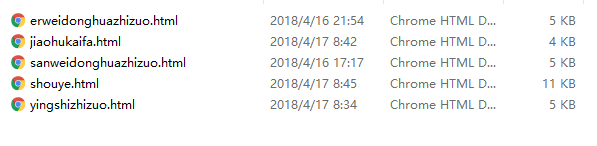 erweidonghuazhizuo.html 2018/4/16 21:54 Chrome HTML D... 5 KB
jiaohukaifa.html 2018/4/17 8:42 Chrome HTML D... 4 KB
sanweidonghuazhizuo.html 2018/4/16 17:17 Chrome HTML D... 5 KB
shouye.html 2018/4/17 8:45 Chrome HTML D... 11 KB
yingshizhizuo.html 2018/4/17 8:34 Chrome HTML D... 5 KB